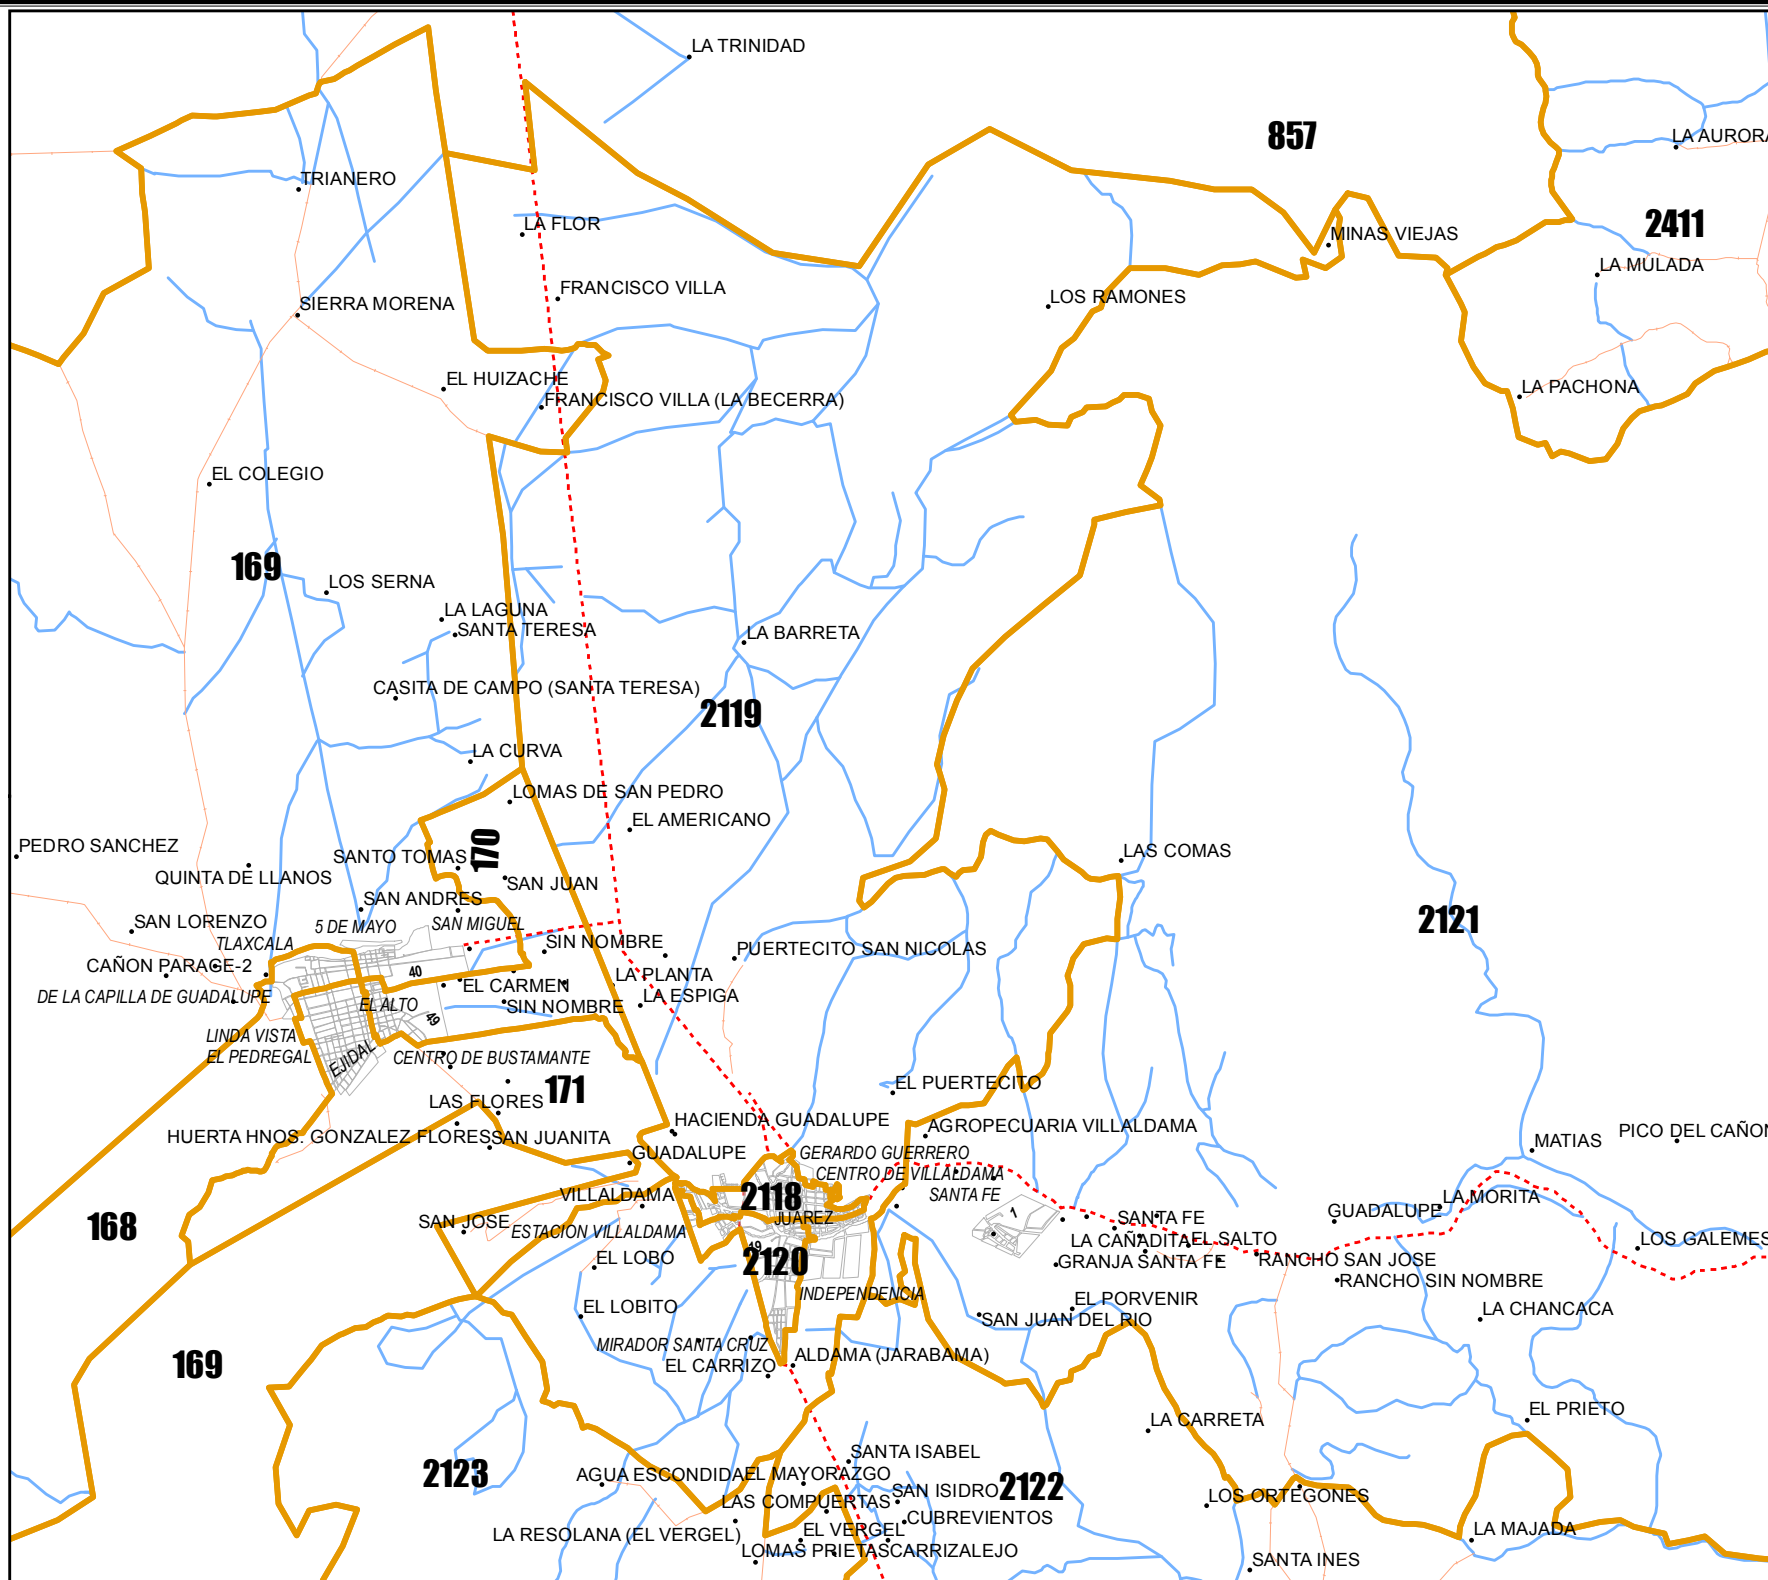 LA TRINIDAD
857
LA AURORA
TRIANERO
LA FLOR
2411
MINAS VIEJAS
LA MULADA
FRANCISCO VILLA
SIERRA MORENA
LOS RAMONES
EL HUIZACHE
LA PACHONA
FRANCISCO VILLA (LA BECERRA)
EL COLEGIO
169
LOS SERNA
LA LAGUNA
SANTA TERESA
LA BARRETA
CASITA DE CAMPO (SANTA TERESA)
2119
LA CURVA
LOMAS DE SAN PEDRO
EL AMERICANO
PEDRO SANCHEZ
170
SANTO TOMAS
LAS COMAS
QUINTA DE LLANOS
SAN JUAN
SAN ANDRES
SAN LORENZO
5 DE MAYO
SAN MIGUEL
2121
TLAXCALA
SIN NOMBRE
PUERTECITO SAN NICOLAS
CAÑON PARAGE-2
40
LA PLANTA
EL CARMEN
DE LA CAPILLA DE GUADALUPE
LA ESPIGA
EL ALTO
SIN NOMBRE
49
LINDA VISTA
EL PEDREGAL
EJIDAL
CENTRO DE BUSTAMANTE
171
EL PUERTECITO
LAS FLORES
HACIENDA GUADALUPE
AGROPECUARIA VILLALDAMA
PICO DEL CAÑON
HUERTA HNOS. GONZALEZ FLORES
SAN JUANITA
MATIAS
GUADALUPE
GERARDO GUERRERO
CENTRO DE VILLALDAMA
VILLALDAMA
2118
SANTA FE
LA MORITA
168
SAN JOSE
ESTACION VILLALDAMA
JUAREZ
1
SANTA FE
GUADALUPE
19
LA CAÑADITA
EL SALTO
LOS GALEMES
EL LOBO
2120
GRANJA SANTA FE
RANCHO SAN JOSE
RANCHO SIN NOMBRE
INDEPENDENCIA
EL LOBITO
EL PORVENIR
SAN JUAN DEL RIO
LA CHANCACA
MIRADOR SANTA CRUZ
169
EL CARRIZO
ALDAMA (JARABAMA)
LA CARRETA
EL PRIETO
2123
SANTA ISABEL
AGUA ESCONDIDA
EL MAYORAZGO
SAN ISIDRO
2122
LAS COMPUERTAS
LOS ORTEGONES
CUBREVIENTOS
LA RESOLANA (EL VERGEL)
EL VERGEL
LA MAJADA
LOMAS PRIETAS
CARRIZALEJO
SANTA INES